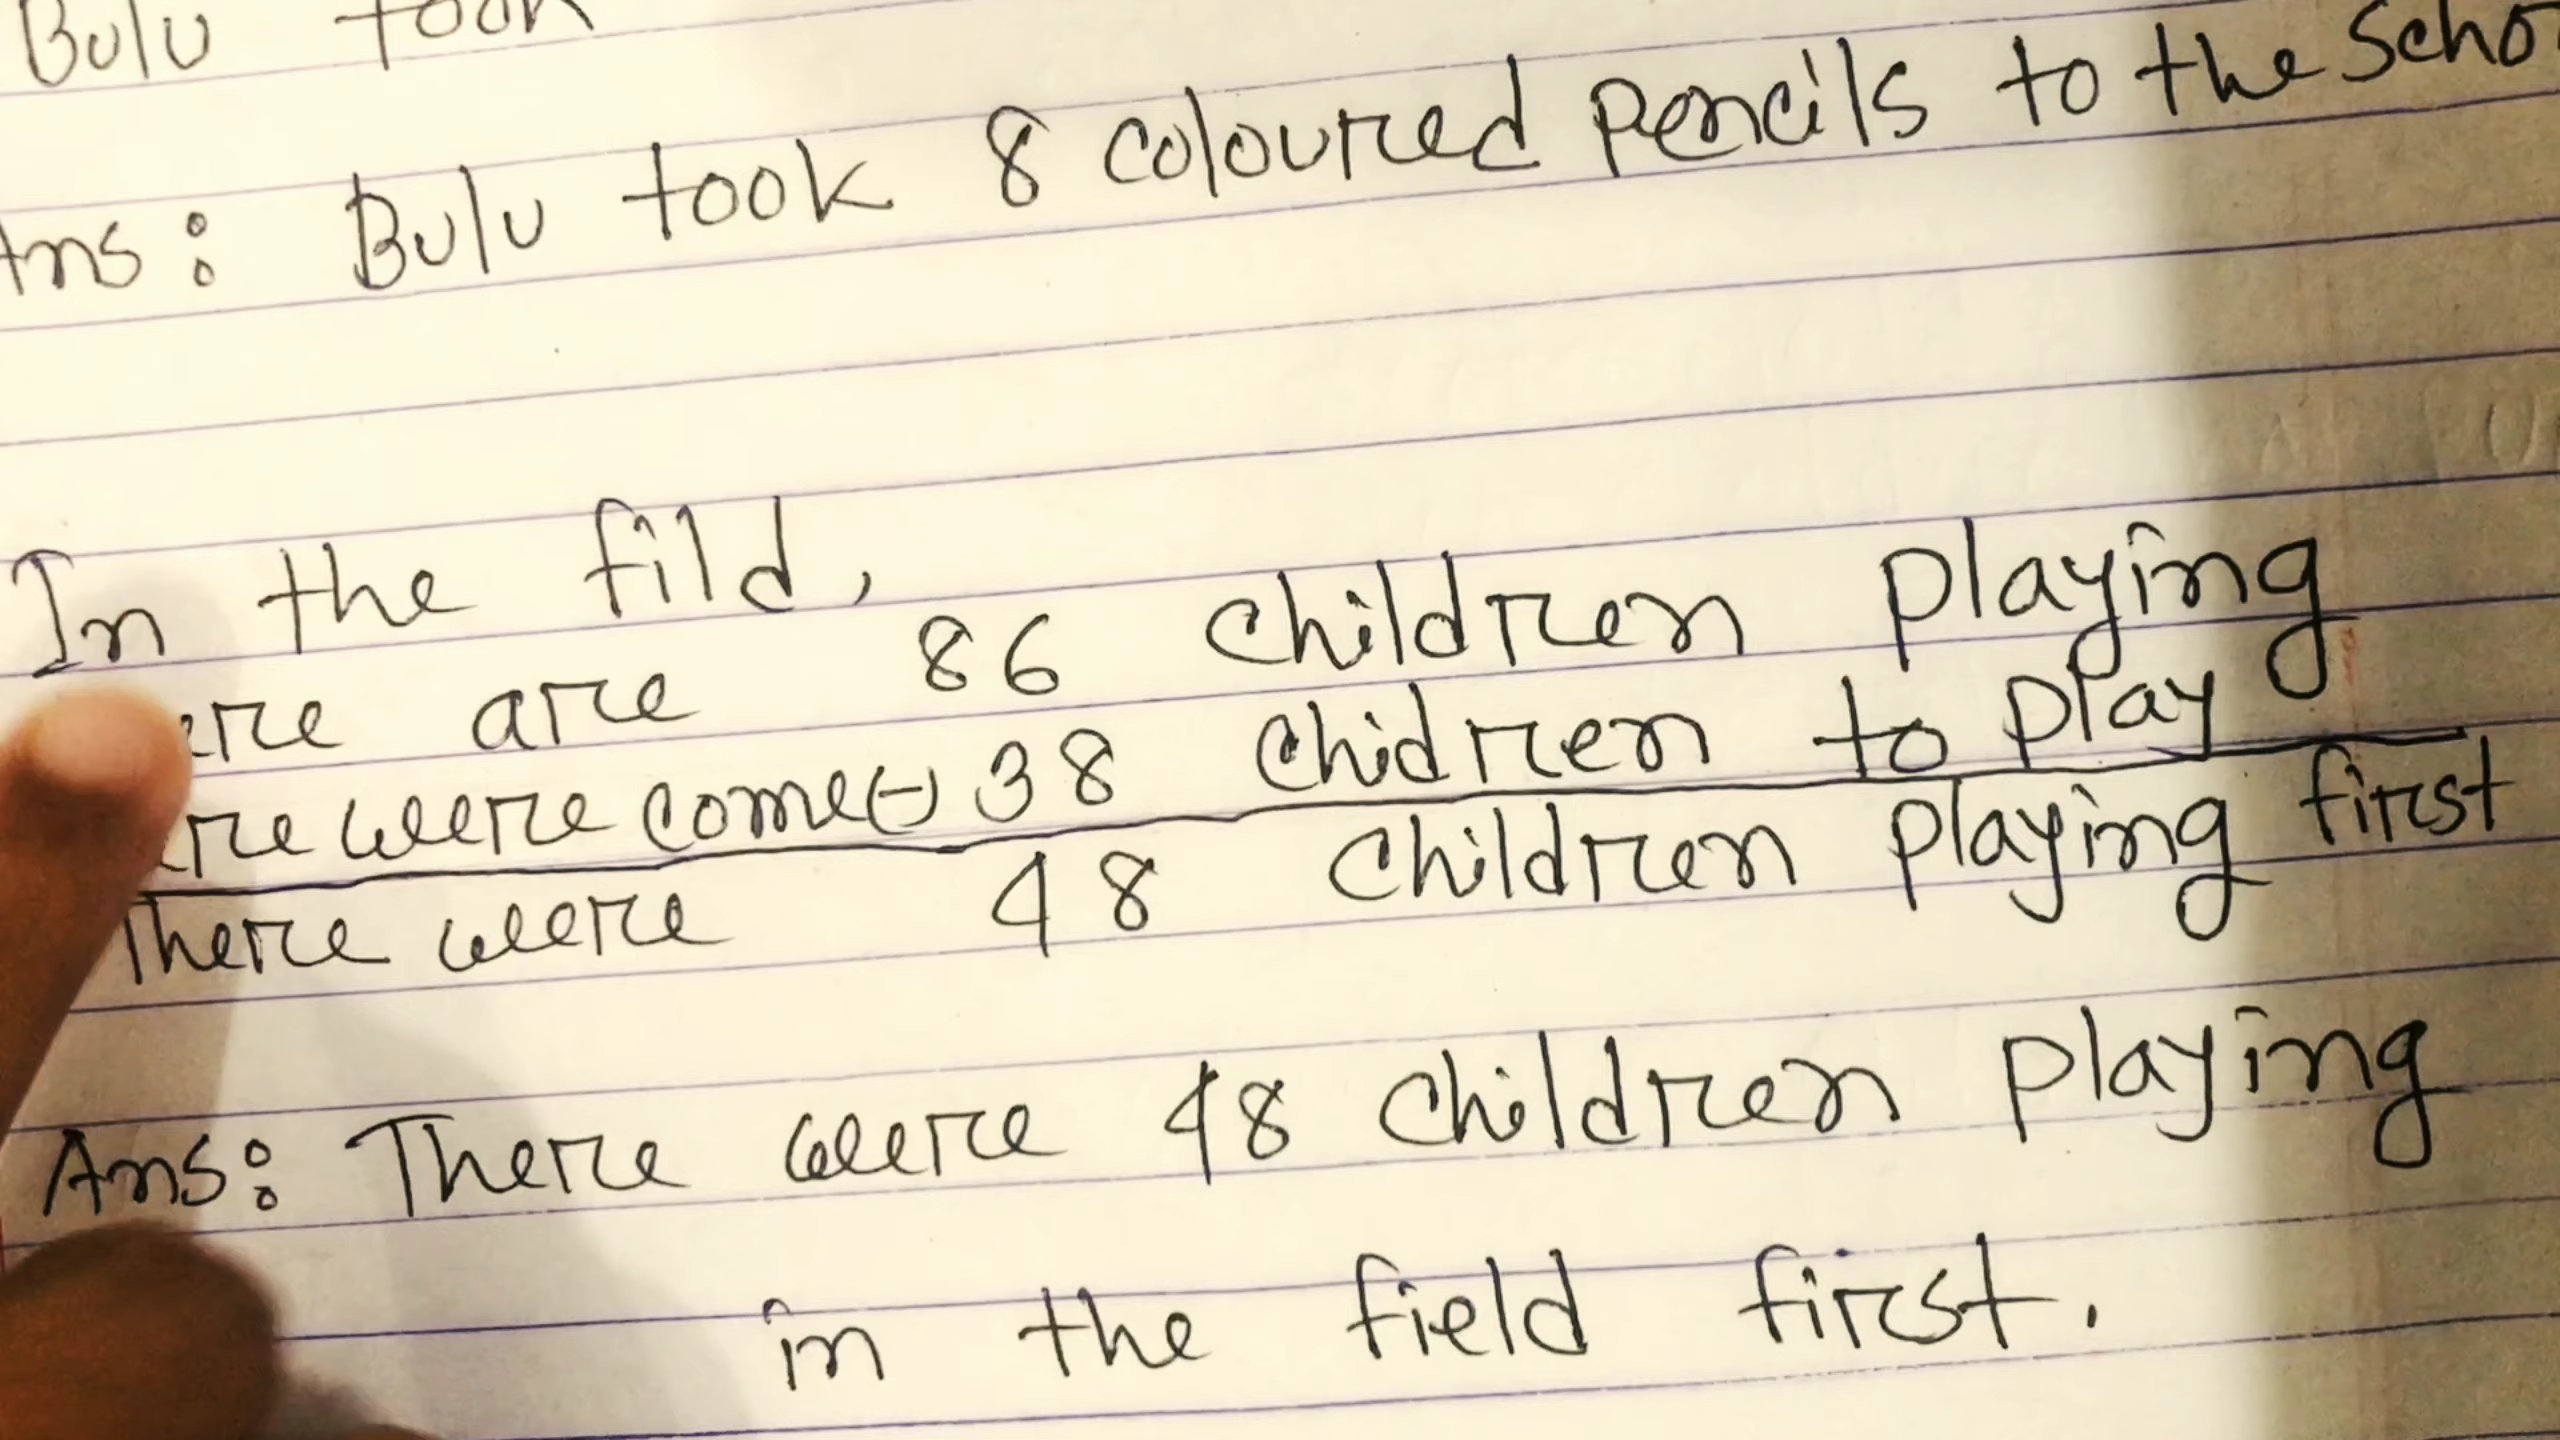 Bulu took
Ans: Bulu took 8 coloured pencils to the
In the fild,
are 86 children playing
were come (-) 38 chidren to play
There were 48 children playing first
Ans: There were 48 children playing
in the field first.